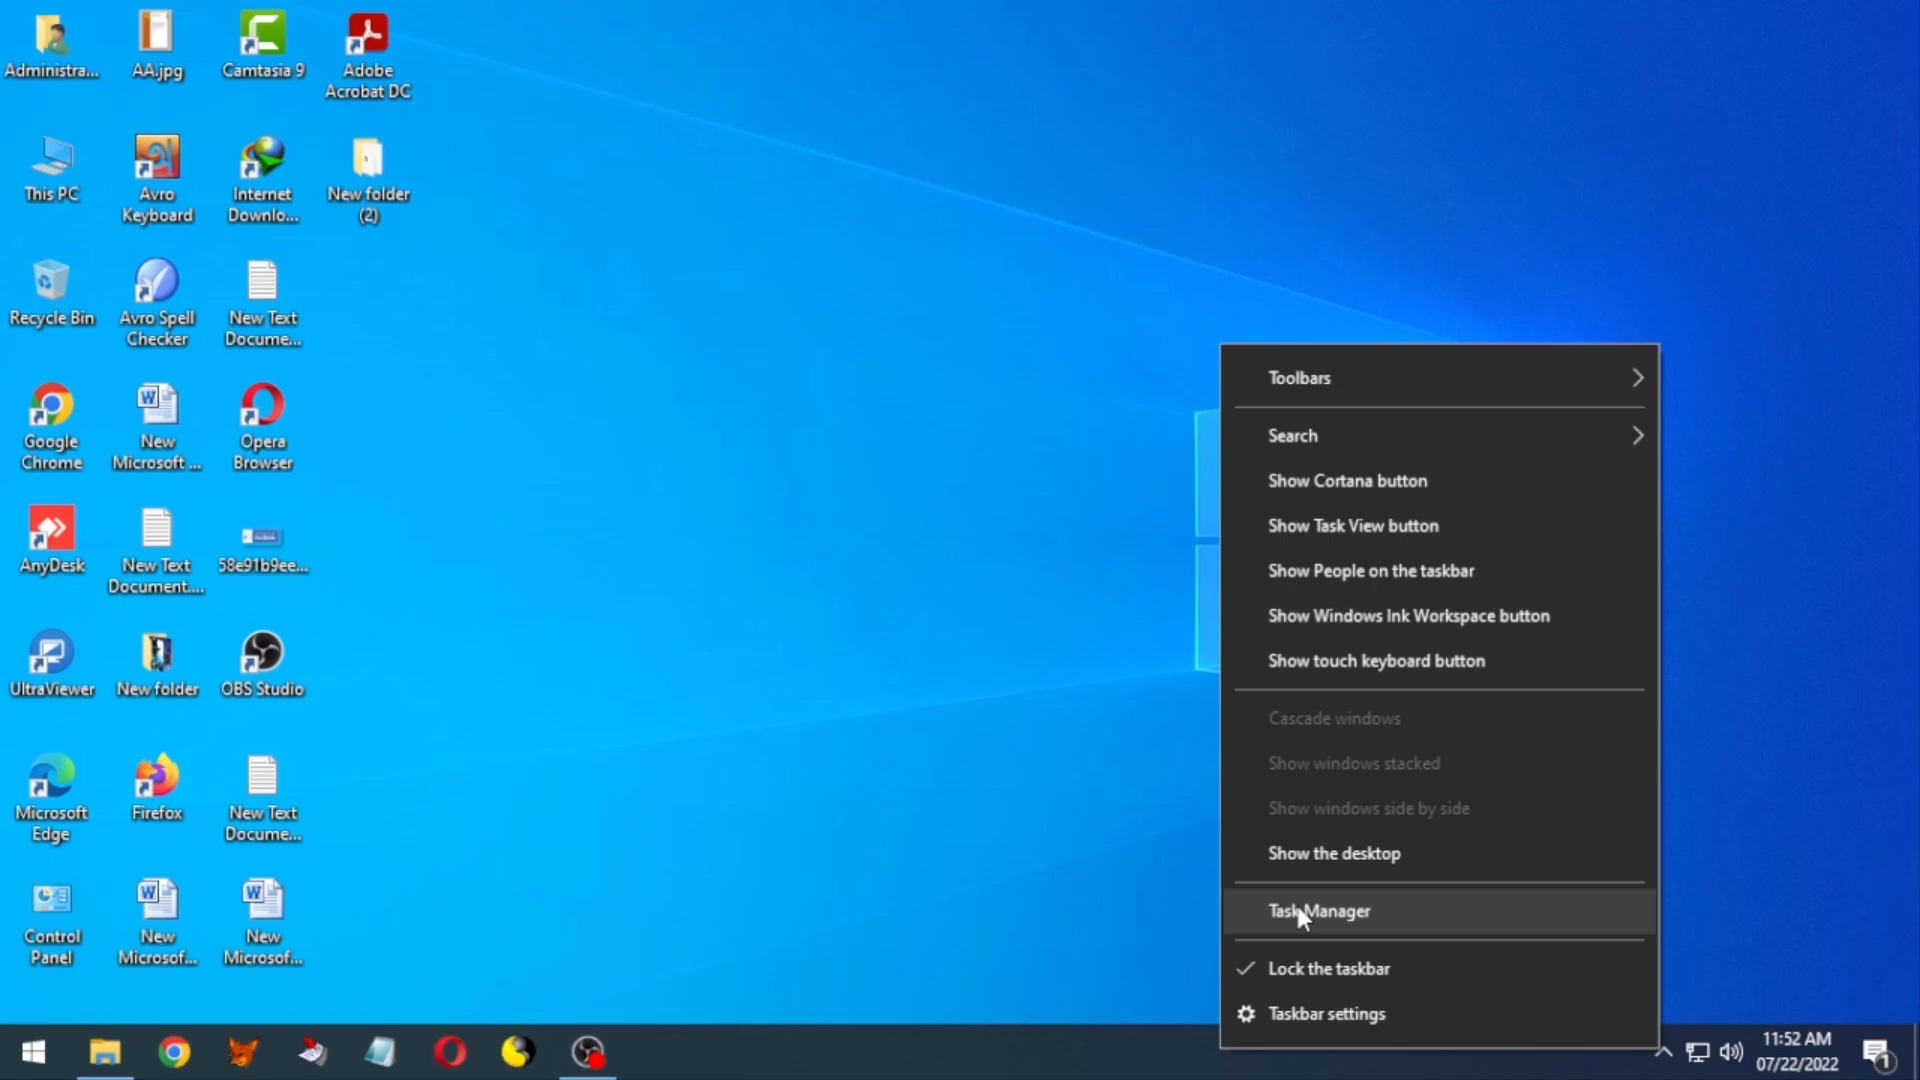 Administra...
AA.jpg
Camtasia 9
Adobe
Acrobat DC
This PC
Avro
Keyboard
Internet
Downlo...
New folder
(2)
Recycle Bin
Avro Spell
Checker
New Text
Docume...
Google
Chrome
New
Microsoft ...
Opera
Browser
AnyDesk
New Text
Document....
58e91b9ee...
UltraViewer
New folder
OBS Studio
Microsoft
Edge
Firefox
New Text
Docume...
Control
Panel
New
Microsof...
New
Microsof...
Toolbars
Search
Show Cortana button
Show Task View button
Show People on the taskbar
Show Windows Ink Workspace button
Show touch keyboard button
Cascade windows
Show windows stacked
Show windows side by side
Show the desktop
Task Manager
Lock the taskbar
Taskbar settings
11:52 AM
07/22/2022
1